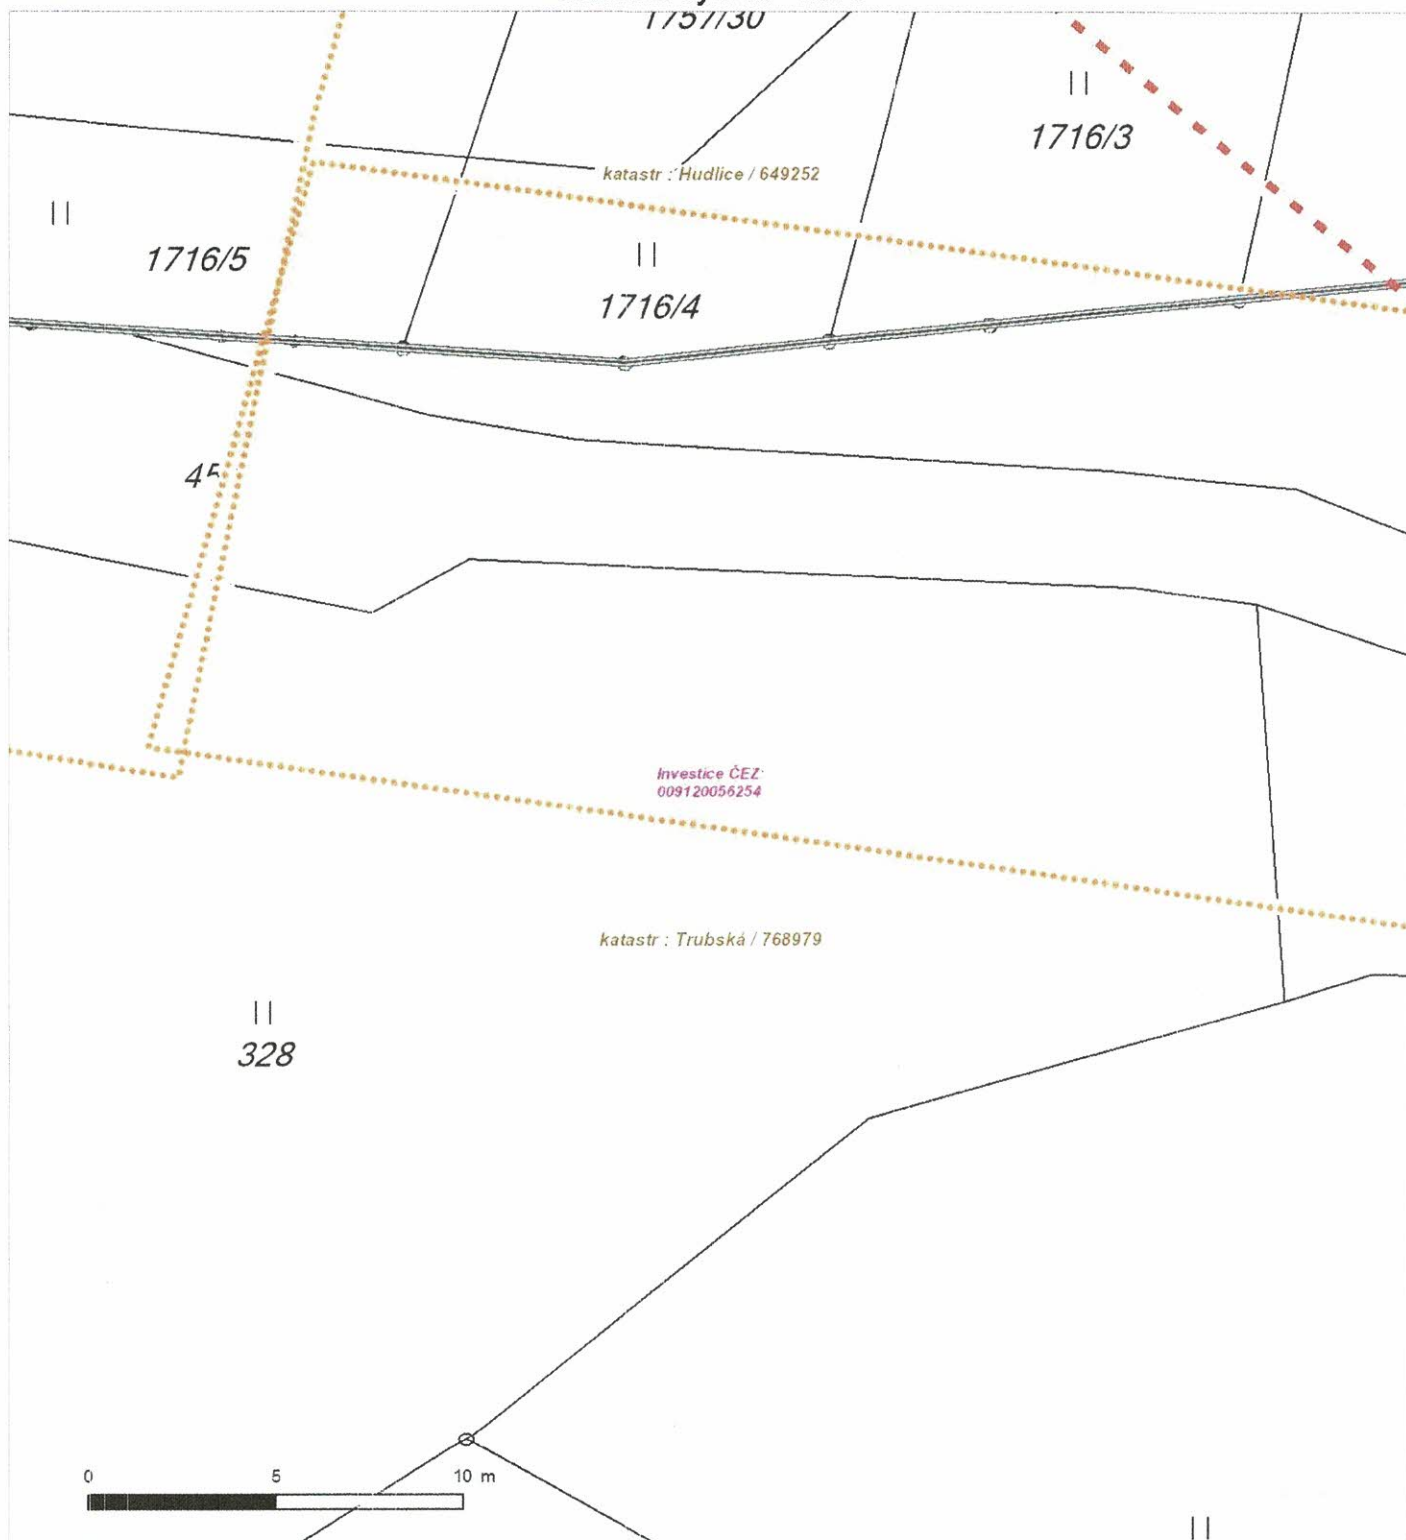 1757/30
1716/3
katastr : Hudlice / 649252
1716/5
1716/4
Investice ČEZ
009120056254
katastr : Trubská / 768979
328
0 5 10 m